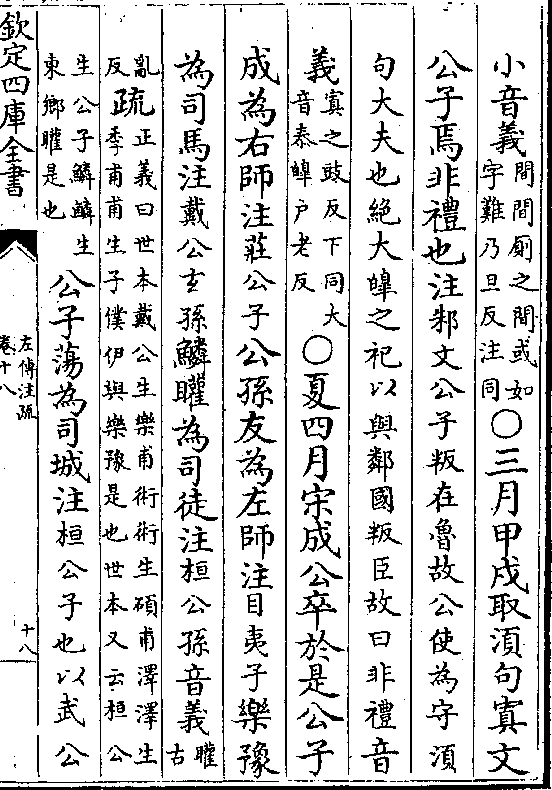 小音義間間廁之間或如
字難乃旦反注同○三月甲戌取須句寘文
公子焉非禮也注邾文公子叛在魯故公使為守須
句大夫也絶大皥之祀以與鄰國叛臣故曰非禮音
義寘之豉反下同大
音泰皥户老反○夏四月宋成公卒於是公子
成為右師注莊公子公孫友為左師注目夷子樂豫
為司馬注戴公玄孫鱗矔為司徒注桓公孫音義矔
古
亂
反疏正義曰世本戴公生樂甫術術生碩甫澤澤生
季甫甫生子僕伊與樂豫是也世本又云桓公
生公子鱗鱗生
東鄉矔是也公子蕩為司城注桓公子也以武公
欽定四庫全書
左傳注疏
卷十八
十八